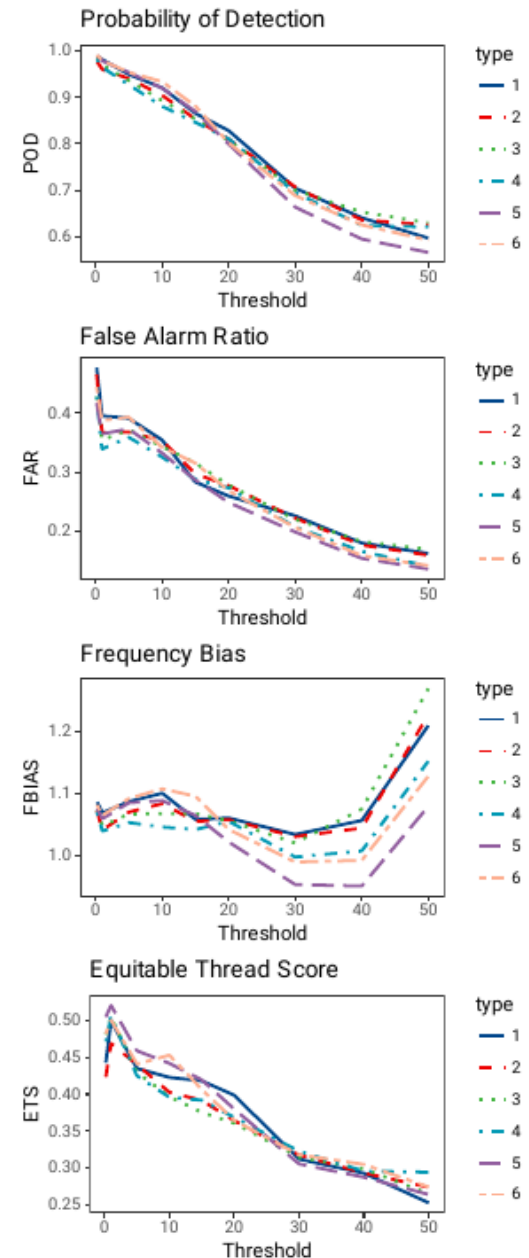 Probability of Detection
type
1.0
0.9
0.8
0.7
0.6
POD
0 10 20 30 40 50
Threshold
1
2
3
4
5
6
False Alarm Ratio
type
0.4
0.3
0.2
FAR
0 10 20 30 40 50
Threshold
1
2
3
4
5
6
Frequency Bias
type
1.2
1.1
1.0
FBIAS
0 10 20 30 40 50
Threshold
1
2
3
4
5
6
Equitable Thread Score
type
0.50
0.45
0.40
0.35
0.30
0.25
ETS
0 10 20 30 40 50
Threshold
1
2
3
4
5
6